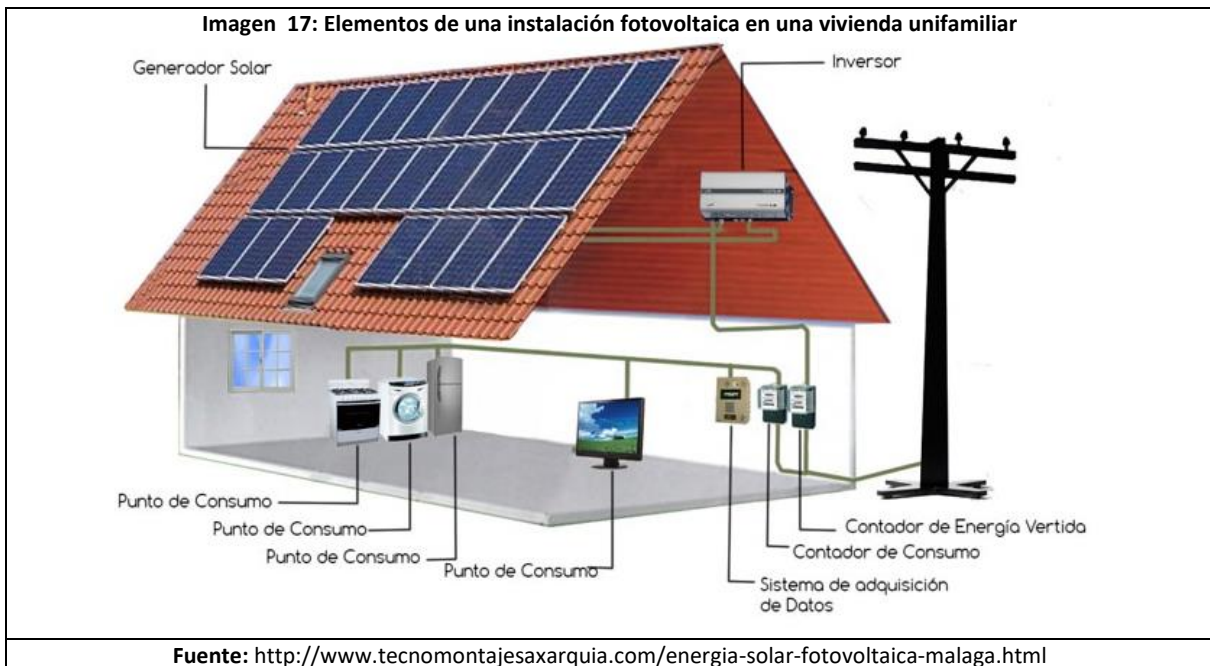 Imagen 17: Elementos de una instalación fotovoltaica en una vivienda unifamiliar
Generador Solar
Inversor
Punto de Consumo
Punto de Consumo
Punto de Consumo
Punto de Consumo
Contador de Energía Vertida
Contador de Consumo
Sistema de adquisición
de Datos
Fuente: http://www.tecnomontajesaxarquia.com/energia-solar-fotovoltaica-malaga.html